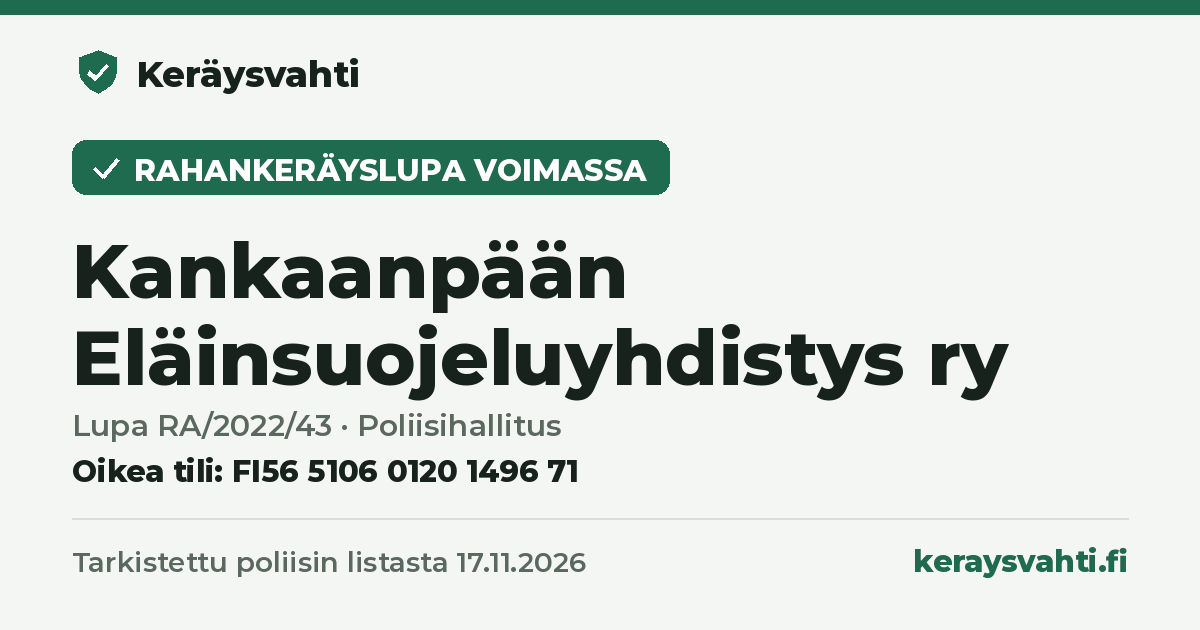 Keräysvahti
RAHANKERÄYSLUPA VOIMASSA
Kankaanpään
Eläinsuojeluyhdistys ry
Lupa RA/2022/43 · Poliisihallitus
Oikea tili: FI56 5106 0120 1496 71
Tarkistettu poliisin listasta 17.11.2026
keraysvahti.fi